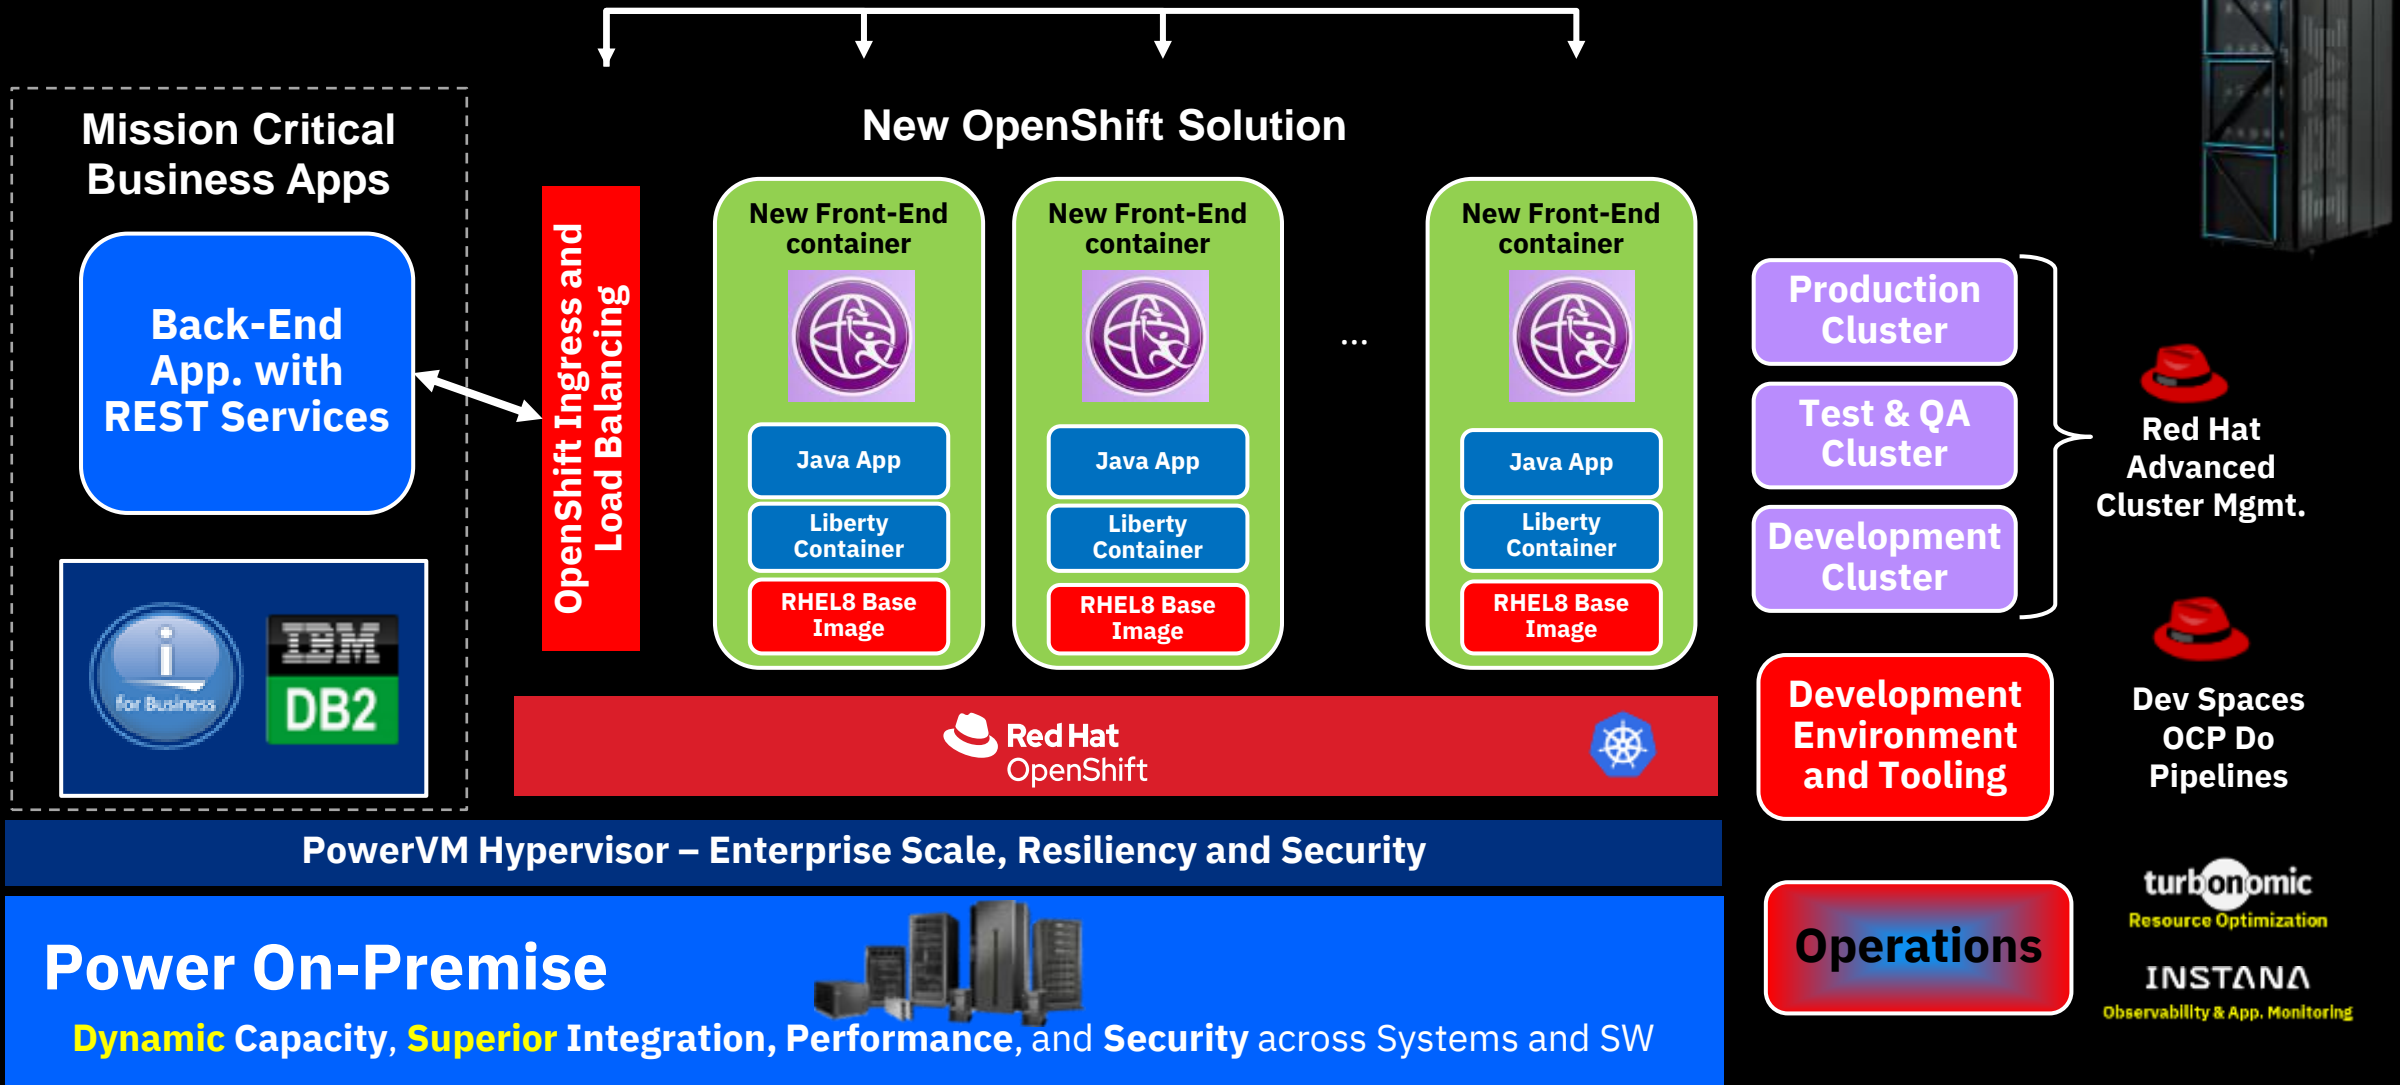 Mission Critical
Business Apps
Back-End
App. with
REST Services
i
for Business
IBM
DB2
New OpenShift Solution
OpenShift Ingress and
Load Balancing
New Front-End
container
Java App
Liberty
Container
RHEL8 Base
Image
New Front-End
container
Java App
Liberty
Container
RHEL8 Base
Image
...
New Front-End
container
Java App
Liberty
Container
RHEL8 Base
Image
Red Hat
OpenShift
Production
Cluster
Test & QA
Cluster
Development
Cluster
Red Hat
Advanced
Cluster Mgmt.
Development
Environment
and Tooling
Dev Spaces
OCP Do
Pipelines
Operations
turbonomic
Resource Optimization
INSTANA
Observability & App. Monitoring
PowerVM Hypervisor – Enterprise Scale, Resiliency and Security
Power On-Premise
Dynamic Capacity, Superior Integration, Performance, and Security across Systems and SW